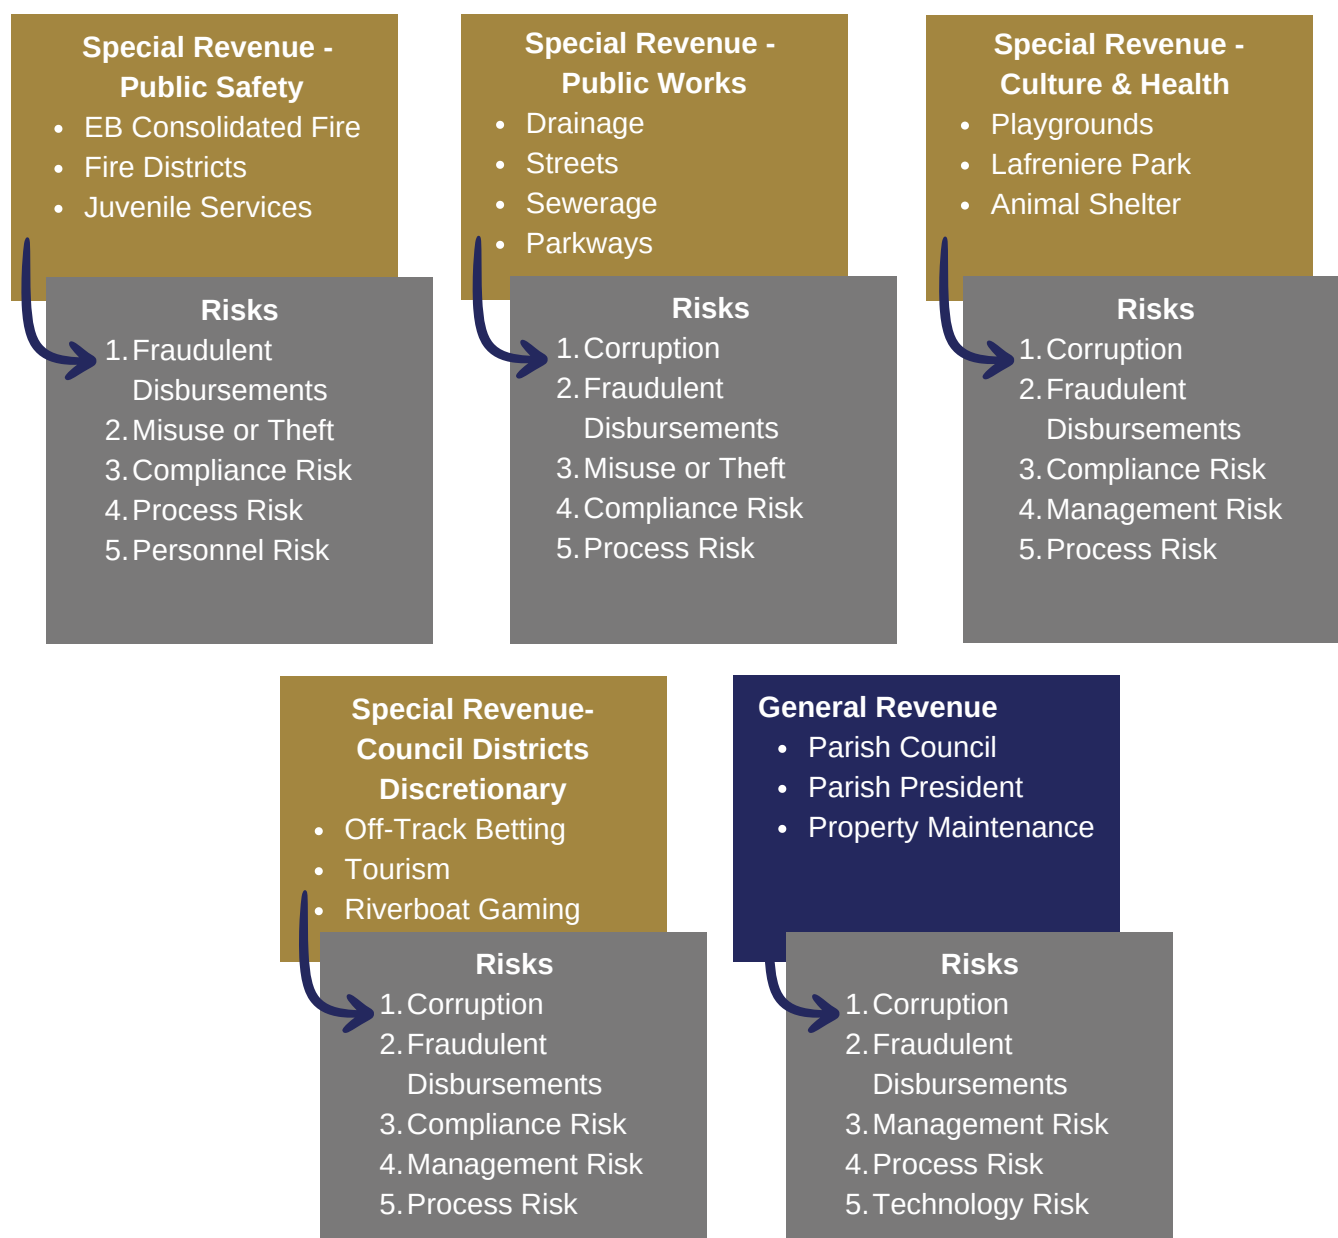 Special Revenue -
Public Safety
• EB Consolidated Fire
• Fire Districts
• Juvenile Services
Risks
1. Fraudulent
Disbursements
2. Misuse or Theft
3. Compliance Risk
4. Process Risk
5. Personnel Risk
Special Revenue -
Public Works
• Drainage
• Streets
• Sewerage
• Parkways
Risks
1. Corruption
2. Fraudulent
Disbursements
3. Misuse or Theft
4. Compliance Risk
5. Process Risk
Special Revenue -
Culture & Health
• Playgrounds
• Lafreniere Park
• Animal Shelter
Risks
1. Corruption
2. Fraudulent
Disbursements
3. Compliance Risk
4. Management Risk
5. Process Risk
Special Revenue-
Council Districts
Discretionary
• Off-Track Betting
• Tourism
• Riverboat Gaming
Risks
1. Corruption
2. Fraudulent
Disbursements
3. Compliance Risk
4. Management Risk
5. Process Risk
General Revenue
• Parish Council
• Parish President
• Property Maintenance
Risks
1. Corruption
2. Fraudulent
Disbursements
3. Management Risk
4. Process Risk
5. Technology Risk